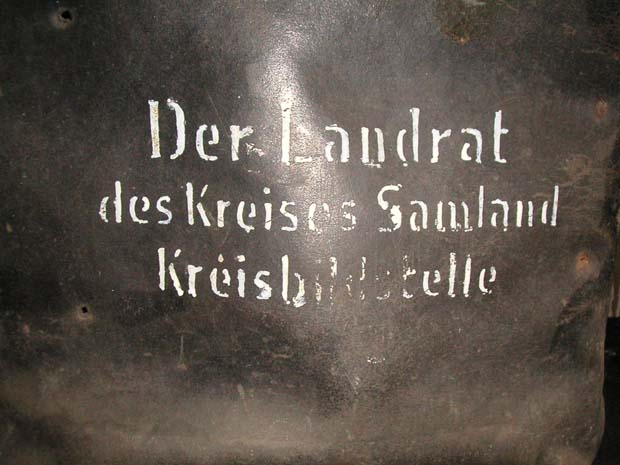 Der Landrat
des Kreises Samland
Kreisbildstelle